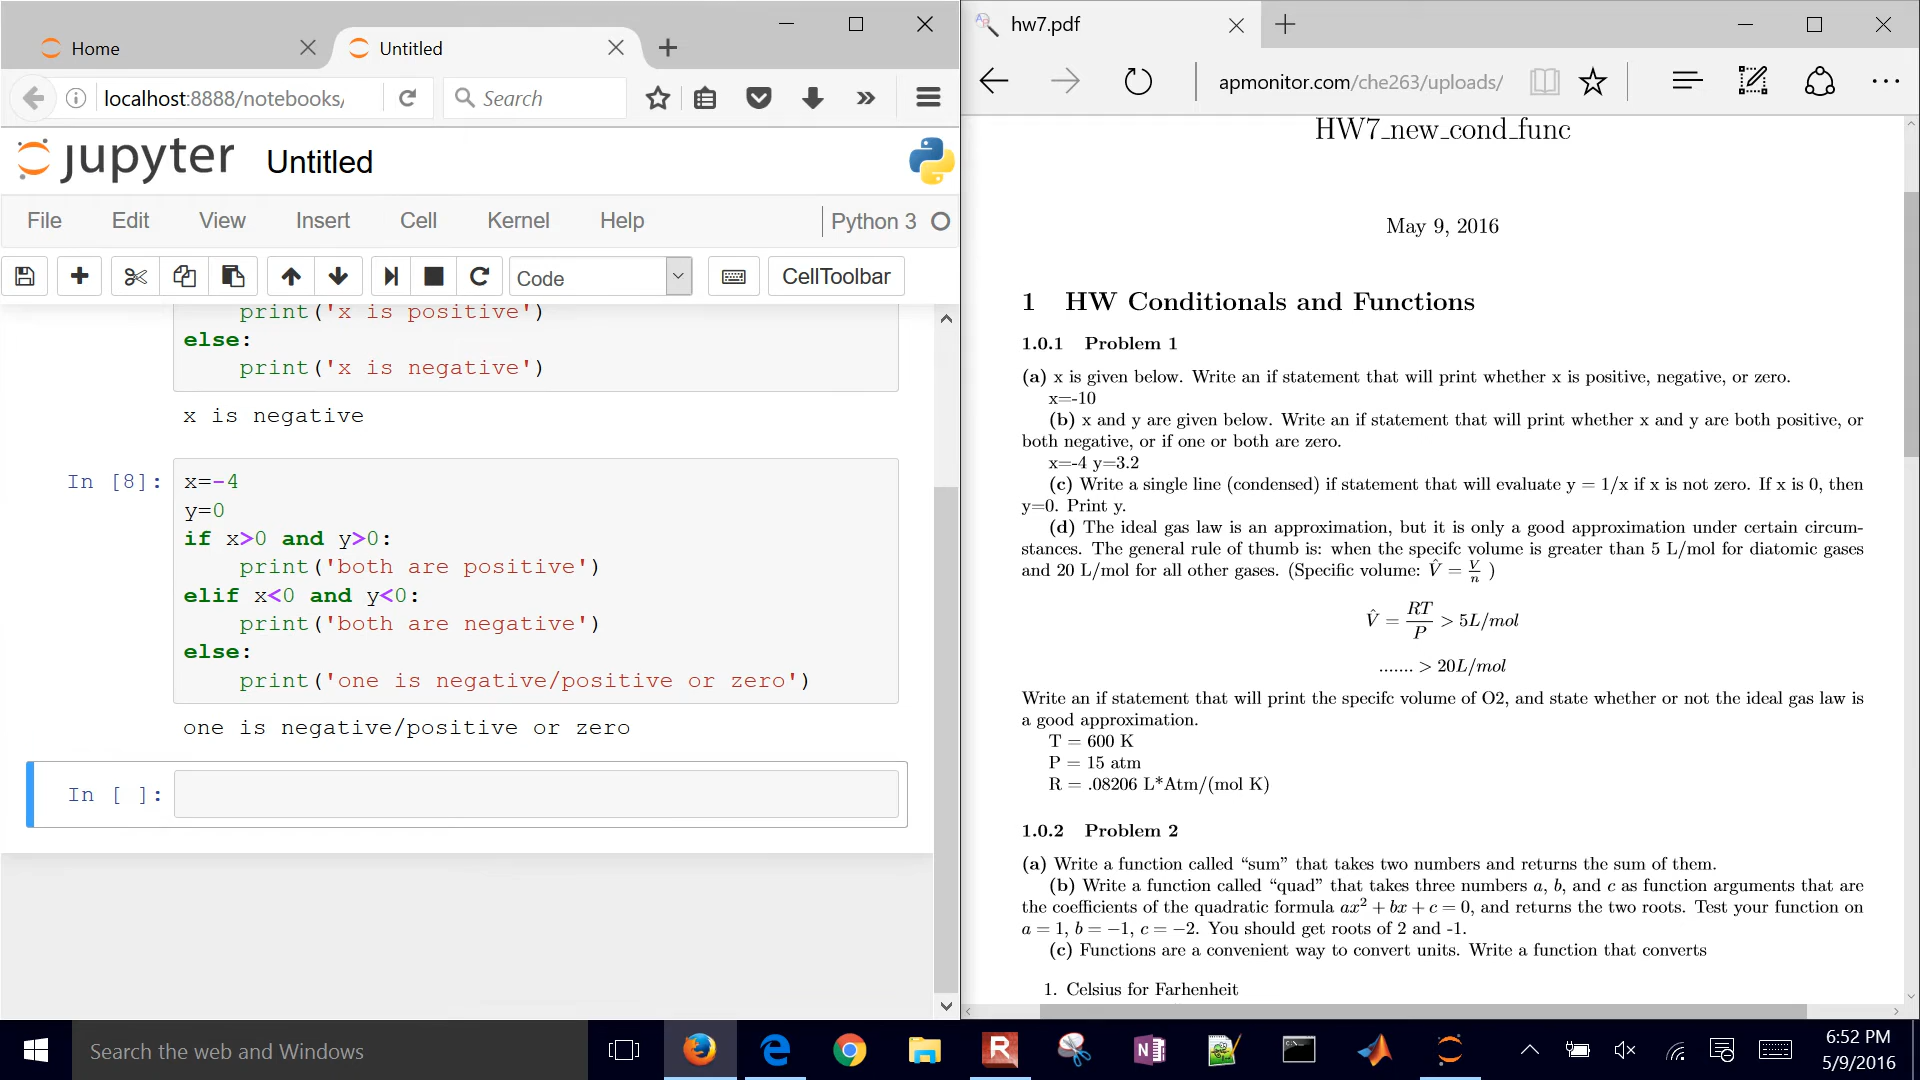 Home
Untitled
localhost:8888/notebooks/
Search
jupyter Untitled
File Edit View Insert Cell Kernel Help Python 3
Code
CellToolbar
print('x is positive')
else:
print('x is negative')
x is negative
In [8]:
x=-4
y=0
if x>0 and y>0:
print('both are positive')
elif x<0 and y<0:
print('both are negative')
else:
print('one is negative/positive or zero')
one is negative/positive or zero
In [ ]:
hw7.pdf
apmonitor.com/che263/uploads/
HW7_new_cond_func
May 9, 2016
1 HW Conditionals and Functions
1.0.1 Problem 1
(a) x is given below. Write an if statement that will print whether x is positive, negative, or zero.
x=-10
(b) x and y are given below. Write an if statement that will print whether x and y are both positive, or
both negative, or if one or both are zero.
x=-4 y=3.2
(c) Write a single line (condensed) if statement that will evaluate y = 1/x if x is not zero. If x is 0, then
y=0. Print y.
(d) The ideal gas law is an approximation, but it is only a good approximation under certain circum-
stances. The general rule of thumb is: when the specifc volume is greater than 5 L/mol for diatomic gases
and 20 L/mol for all other gases. (Specific volume: V̂ = V/n )
V̂ = RT/P > 5L/mol
....... > 20L/mol
Write an if statement that will print the specifc volume of O2, and state whether or not the ideal gas law is
a good approximation.
T = 600 K
P = 15 atm
R = .08206 L*Atm/(mol K)
1.0.2 Problem 2
(a) Write a function called “sum” that takes two numbers and returns the sum of them.
(b) Write a function called “quad” that takes three numbers a, b, and c as function arguments that are
the coefficients of the quadratic formula ax² + bx + c = 0, and returns the two roots. Test your function on
a = 1, b = −1, c = −2. You should get roots of 2 and -1.
(c) Functions are a convenient way to convert units. Write a function that converts
1. Celsius for Farhenheit
Search the web and Windows
6:52 PM
5/9/2016